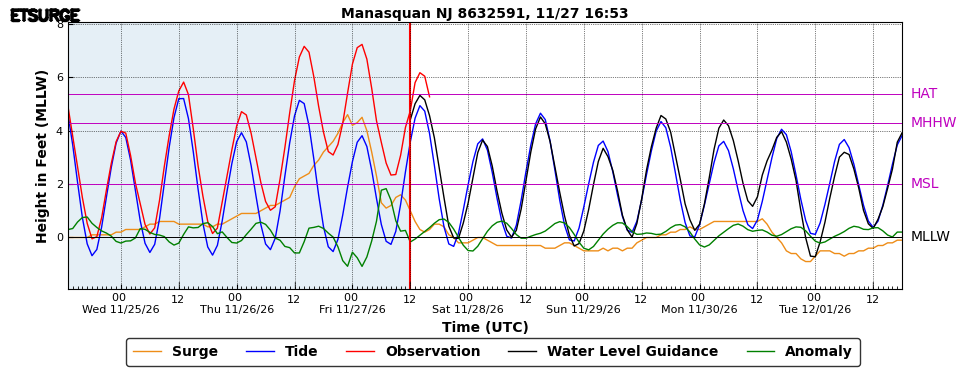 ETSURGE
Manasquan NJ 8632591, 11/27 16:53
Height in Feet (MLLW)
8
6
4
2
0
HAT
MHHW
MSL
MLLW
00 12 00 12 00 12 00 12 00 12 00 12 00 12
Wed 11/25/26 Thu 11/26/26 Fri 11/27/26 Sat 11/28/26 Sun 11/29/26 Mon 11/30/26 Tue 12/01/26
Time (UTC)
Surge Tide Observation Water Level Guidance Anomaly